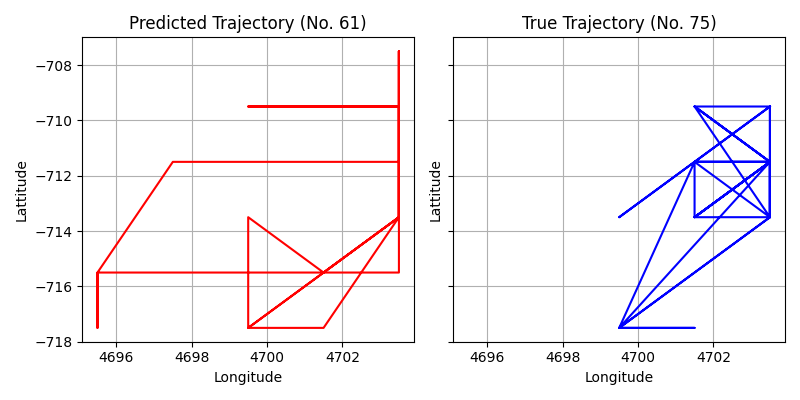 Predicted Trajectory (No. 61)
True Trajectory (No. 75)
Lattitude
−708
−710
−712
−714
−716
−718
4696 4698 4700 4702
Longitude
Lattitude
4696 4698 4700 4702
Longitude